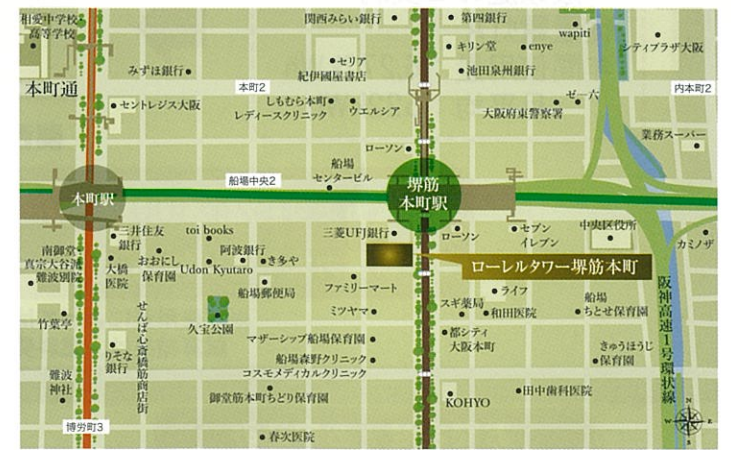 相愛中学校
高等学校
関西みらい銀行
第四銀行
wapiti
キリン堂
enye
シティプラザ大阪
みずほ銀行
セリア
紀伊國屋書店
池田泉州銀行
本町通
本町2
内本町2
セントレジス大阪
しもむら本町
レディースクリニック
ウエルシア
ゼー六
大阪府東警察署
業務スーパー
ローソン
船場
センタービル
船場中央2
本町駅
堺筋
本町駅
三井住友
銀行
toi books
三菱UFJ銀行
ローソン
セブン
イレブン
中央区役所
カミノザ
南御堂
真宗大谷派
難波別院
大橋
医院
おおにし
保育園
阿波銀行
Udon Kyutaro
き多や
ローレルタワー堺筋本町
船場郵便局
ファミリーマート
ライフ
竹葉亭
せんば心斎橋筋商店街
久宝公園
ミツヤマ
スギ薬局
和田医院
船場
ちとせ保育園
阪神高速1号環状線
マザーシップ船場保育園
都シティ
大阪本町
りそな
銀行
船場森野クリニック
コスモメディカルクリニック
きゅうほうじ
保育園
難波
神社
御堂筋本町ちどり保育園
KOHYO
田中歯科医院
博労町3
春次医院
N
W
E
S